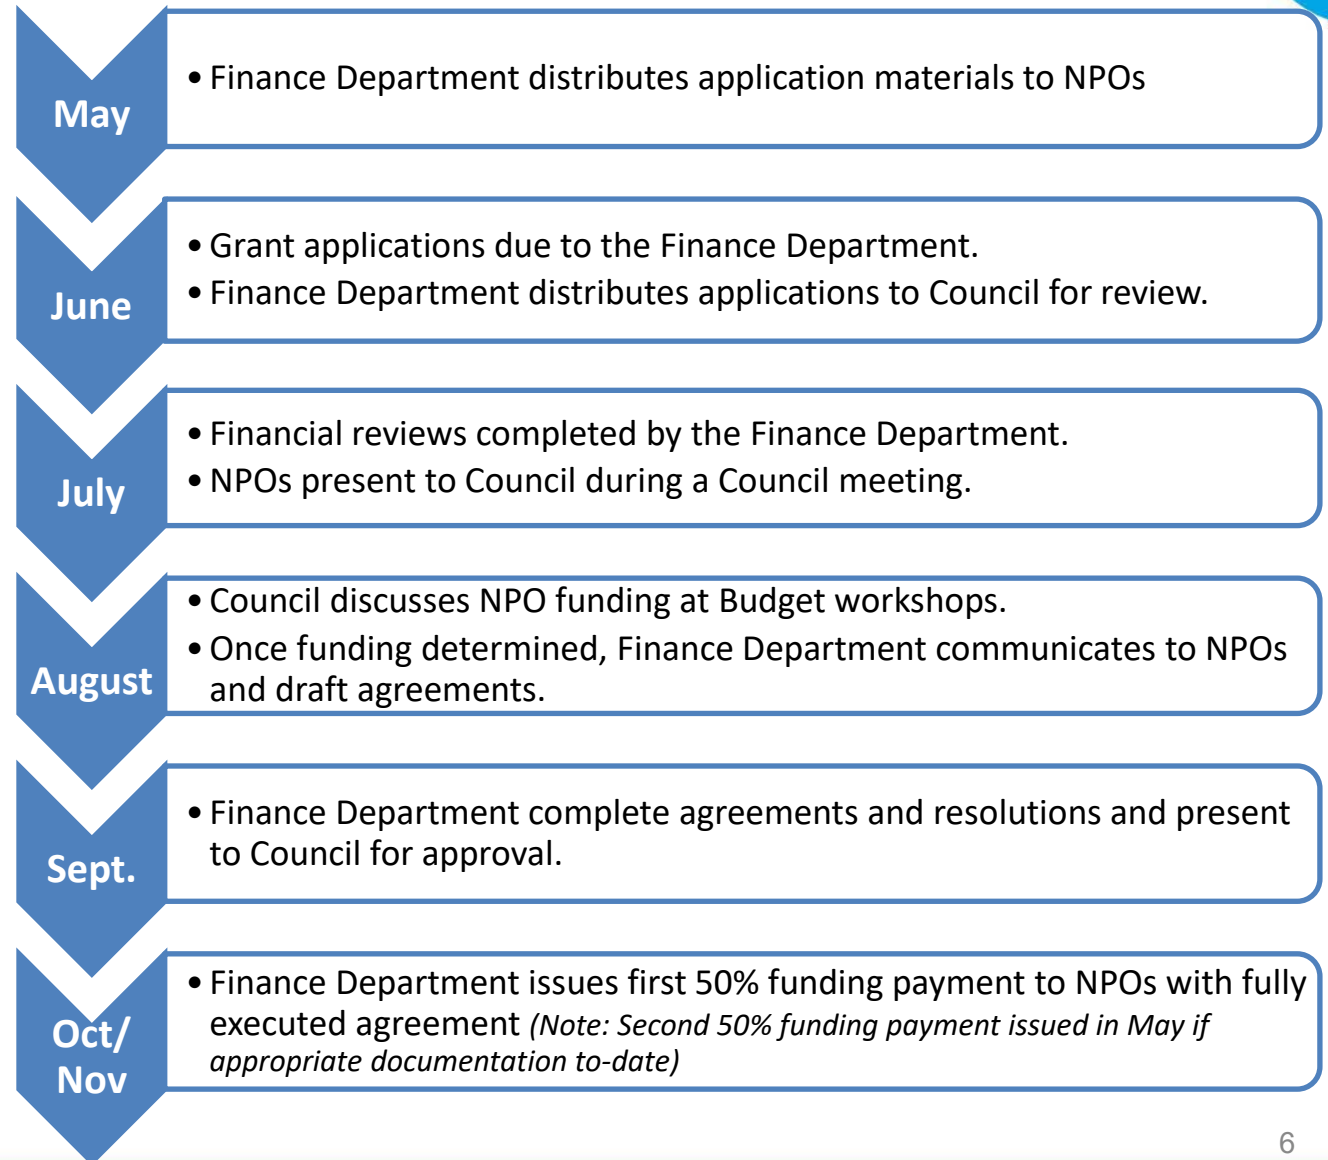 May
• Finance Department distributes application materials to NPOs
June
• Grant applications due to the Finance Department.
• Finance Department distributes applications to Council for review.
July
• Financial reviews completed by the Finance Department.
• NPOs present to Council during a Council meeting.
August
• Council discusses NPO funding at Budget workshops.
• Once funding determined, Finance Department communicates to NPOs
and draft agreements.
Sept.
• Finance Department complete agreements and resolutions and present
to Council for approval.
Oct/
Nov
• Finance Department issues first 50% funding payment to NPOs with fully
executed agreement (Note: Second 50% funding payment issued in May if
appropriate documentation to-date)
6